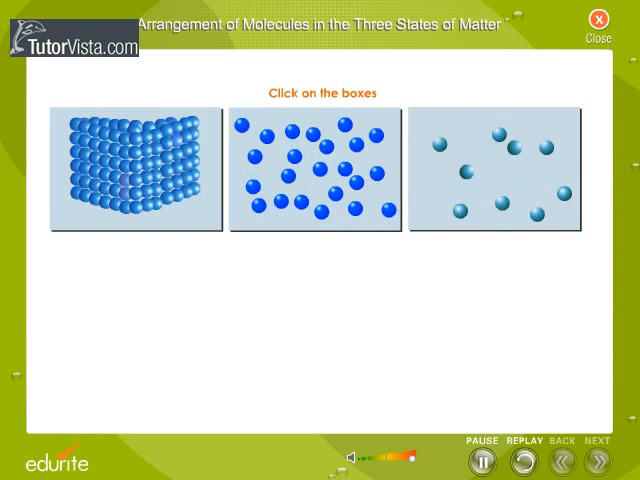 Arrangement of Molecules in the Three States of Matter
TutorVista.com
X
Close
Click on the boxes
PAUSE REPLAY BACK NEXT
edurite